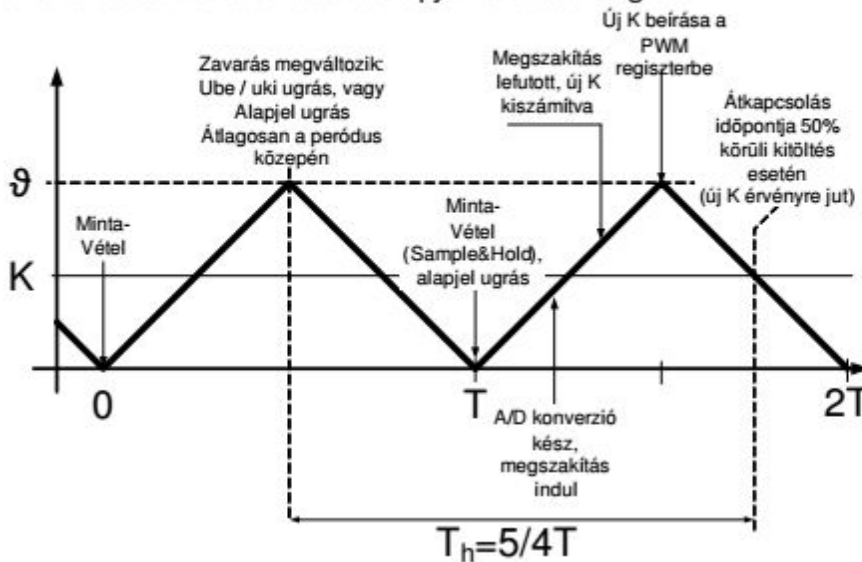 Új K beírása a
PWM
regiszterbe
Zavarás megváltozik:
Ube / uki ugrás, vagy
Alapjel ugrás
Átlagosan a peródus
közepén
Megszakítás
lefutott, új K
kiszámítva
Átkapcsolás
időpontja 50%
körüli kitöltés
esetén
(új K érvényre jut)
ϑ
Minta-
Vétel
Minta-
Vétel
(Sample&Hold),
alapjel ugrás
K
0
T
2T
A/D konverzió
kész,
megszakítás
indul
Th=5/4T